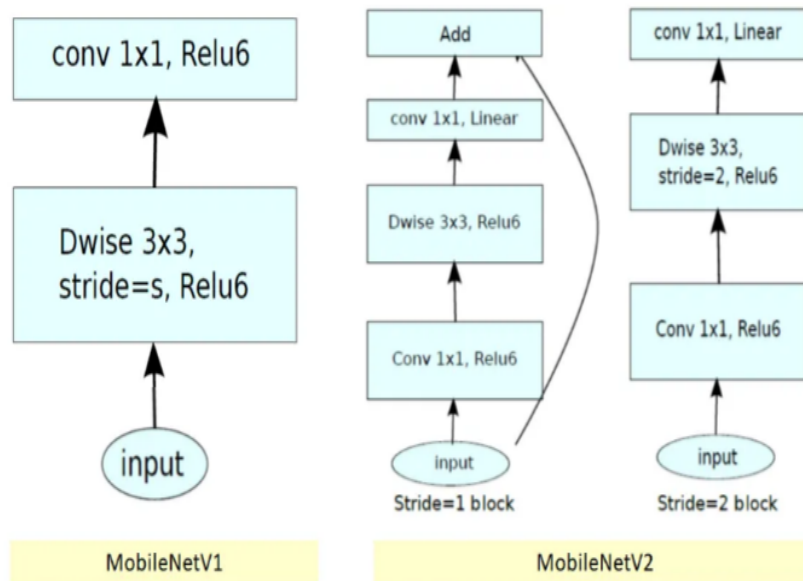 conv 1x1, Relu6
Dwise 3x3,
stride=s, Relu6
input
MobileNetV1
Add
conv 1x1, Linear
Dwise 3x3, Relu6
Conv 1x1, Relu6
input
Stride=1 block
conv 1x1, Linear
Dwise 3x3,
stride=2, Relu6
Conv 1x1, Relu6
input
Stride=2 block
MobileNetV2